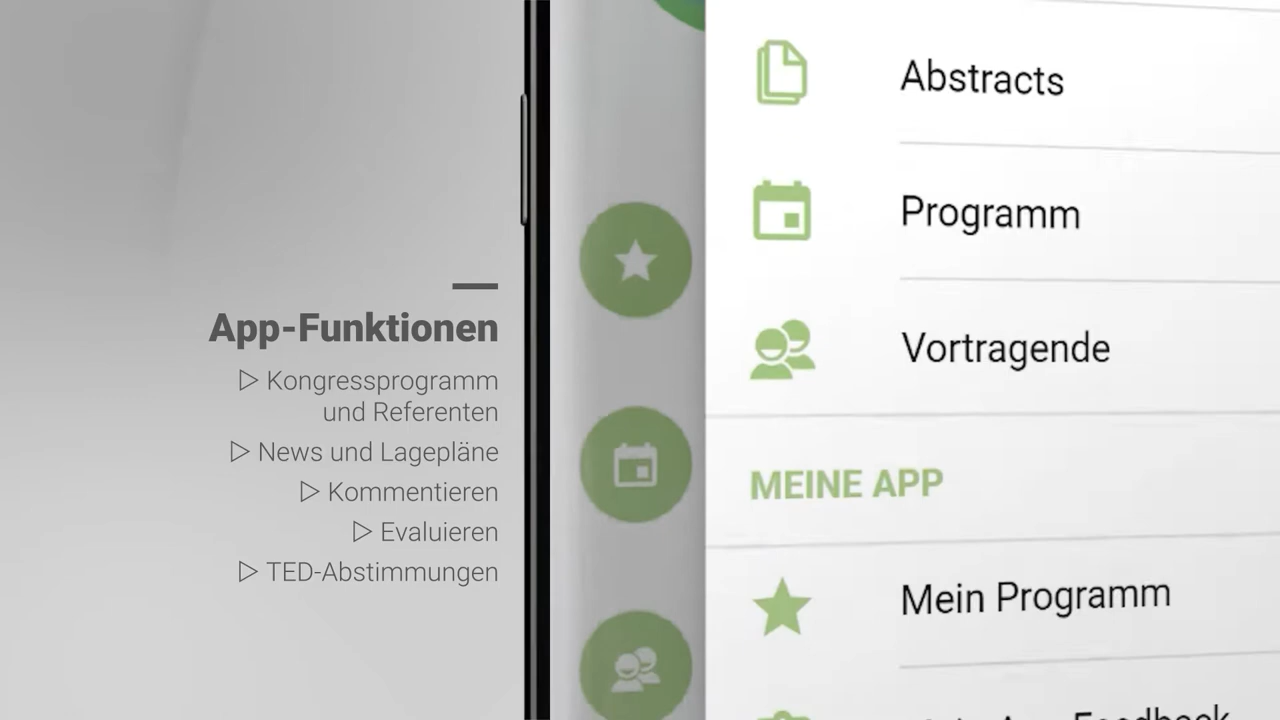 App-Funktionen
▷ Kongressprogramm
und Referenten
▷ News und Lagepläne
▷ Kommentieren
▷ Evaluieren
▷ TED-Abstimmungen
Abstracts
Programm
Vortragende
MEINE APP
Mein Programm
Feedback